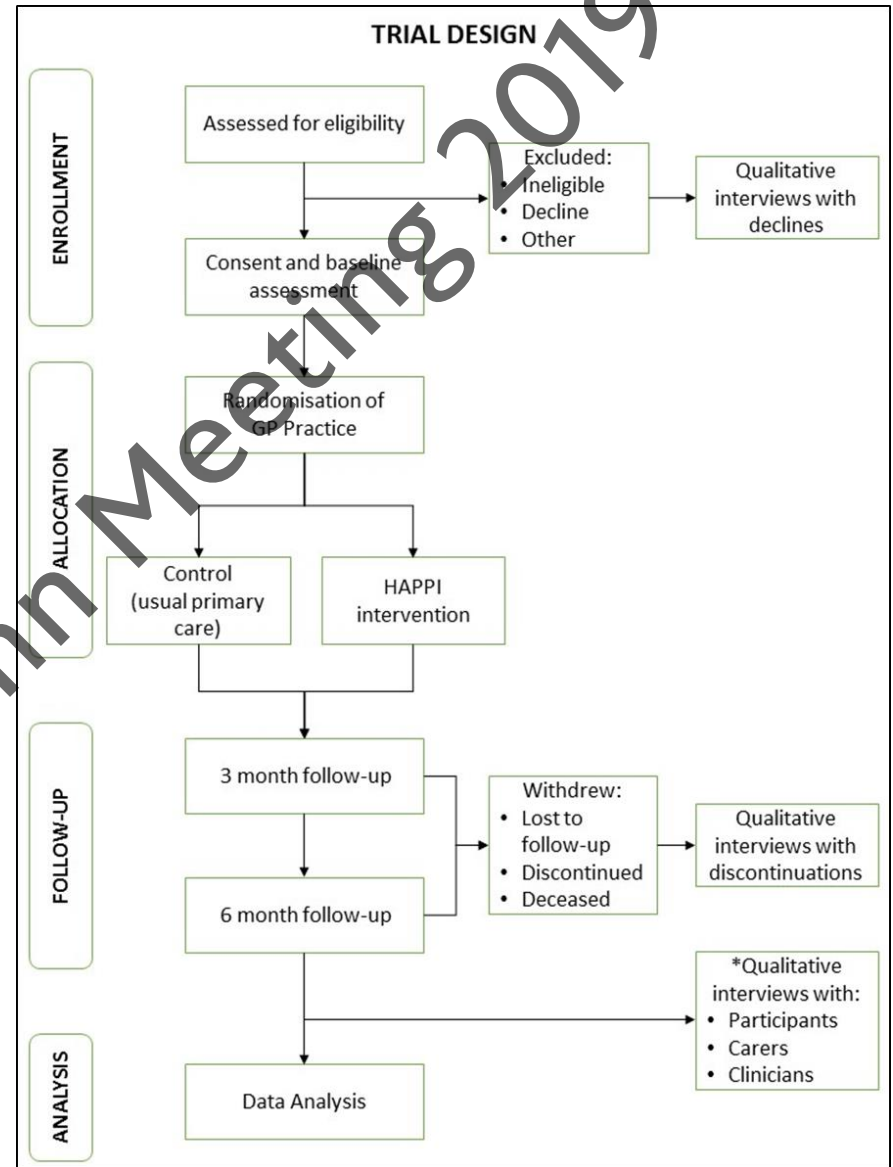 TRIAL DESIGN
ENROLLMENT
Assessed for eligibility
Excluded:
• Ineligible
• Decline
• Other
Qualitative
interviews with
declines
Consent and baseline
assessment
ALLOCATION
Randomisation of
GP Practice
Control
(usual primary
care)
HAPPI
intervention
FOLLOW-UP
3 month follow-up
Withdrew:
• Lost to
follow-up
• Discontinued
• Deceased
Qualitative
interviews with
discontinuations
6 month follow-up
*Qualitative
interviews with:
• Participants
• Carers
• Clinicians
ANALYSIS
Data Analysis
Meeting 2019